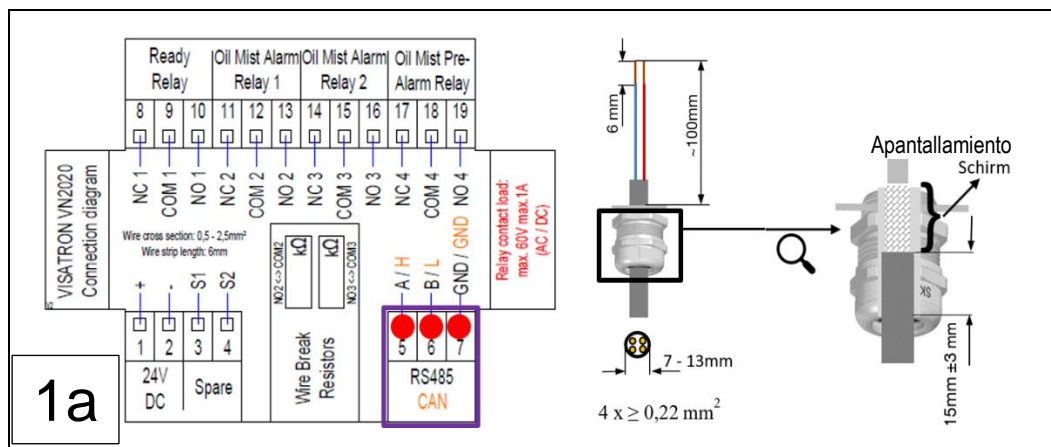 Ready
Relay
Oil Mist Alarm
Relay 1
Oil Mist Alarm
Relay 2
Oil Mist Pre-
Alarm Relay
8 9 10 11 12 13 14 15 16 17 18 19
NC 1
COM 1
NO 1
NC 2
COM 2
NO 2
NC 3
COM 3
NO 3
NC 4
COM 4
NO 4
VISATRON VN2020
Connection diagram
Wire cross section: 0,5 - 2,5mm²
Wire strip length: 6mm
+
-
S1
S2
kΩ
NO2 <-> COM2
kΩ
NO3 <-> COM3
Wire Break
Resistors
A / H
B / L
GND / GND
Relay contact load:
max. 60V max.1A
(AC / DC)
1 2 3 4
5 6 7
24V
DC
Spare
RS485
CAN
1a
6 mm
~100mm
7 - 13mm
4 x ≥ 0,22 mm²
Apantallamiento
Schirm
SK
15mm ±3 mm